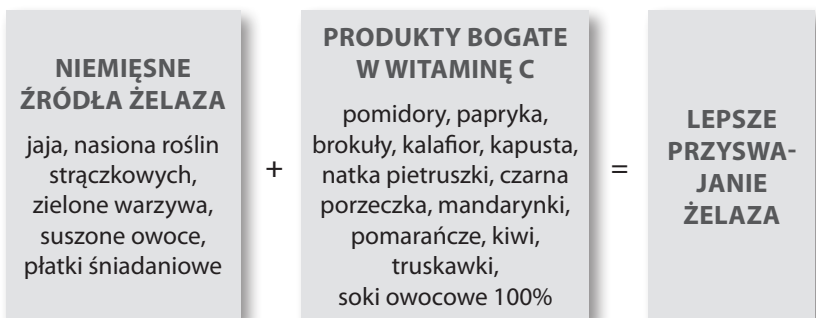 NIEMIĘSNE
ŹRÓDŁA ŻELAZA
jaja, nasiona roślin
strączkowych,
zielone warzywa,
suszone owoce,
płatki śniadaniowe
+
PRODUKTY BOGATE
W WITAMINĘ C
pomidory, papryka,
brokuły, kalafior, kapusta,
natka pietruszki, czarna
porzeczka, mandarynki,
pomarańcze, kiwi,
truskawki,
soki owocowe 100%
=
LEPSZE
PRZYSWA-
JANIE
ŻELAZA